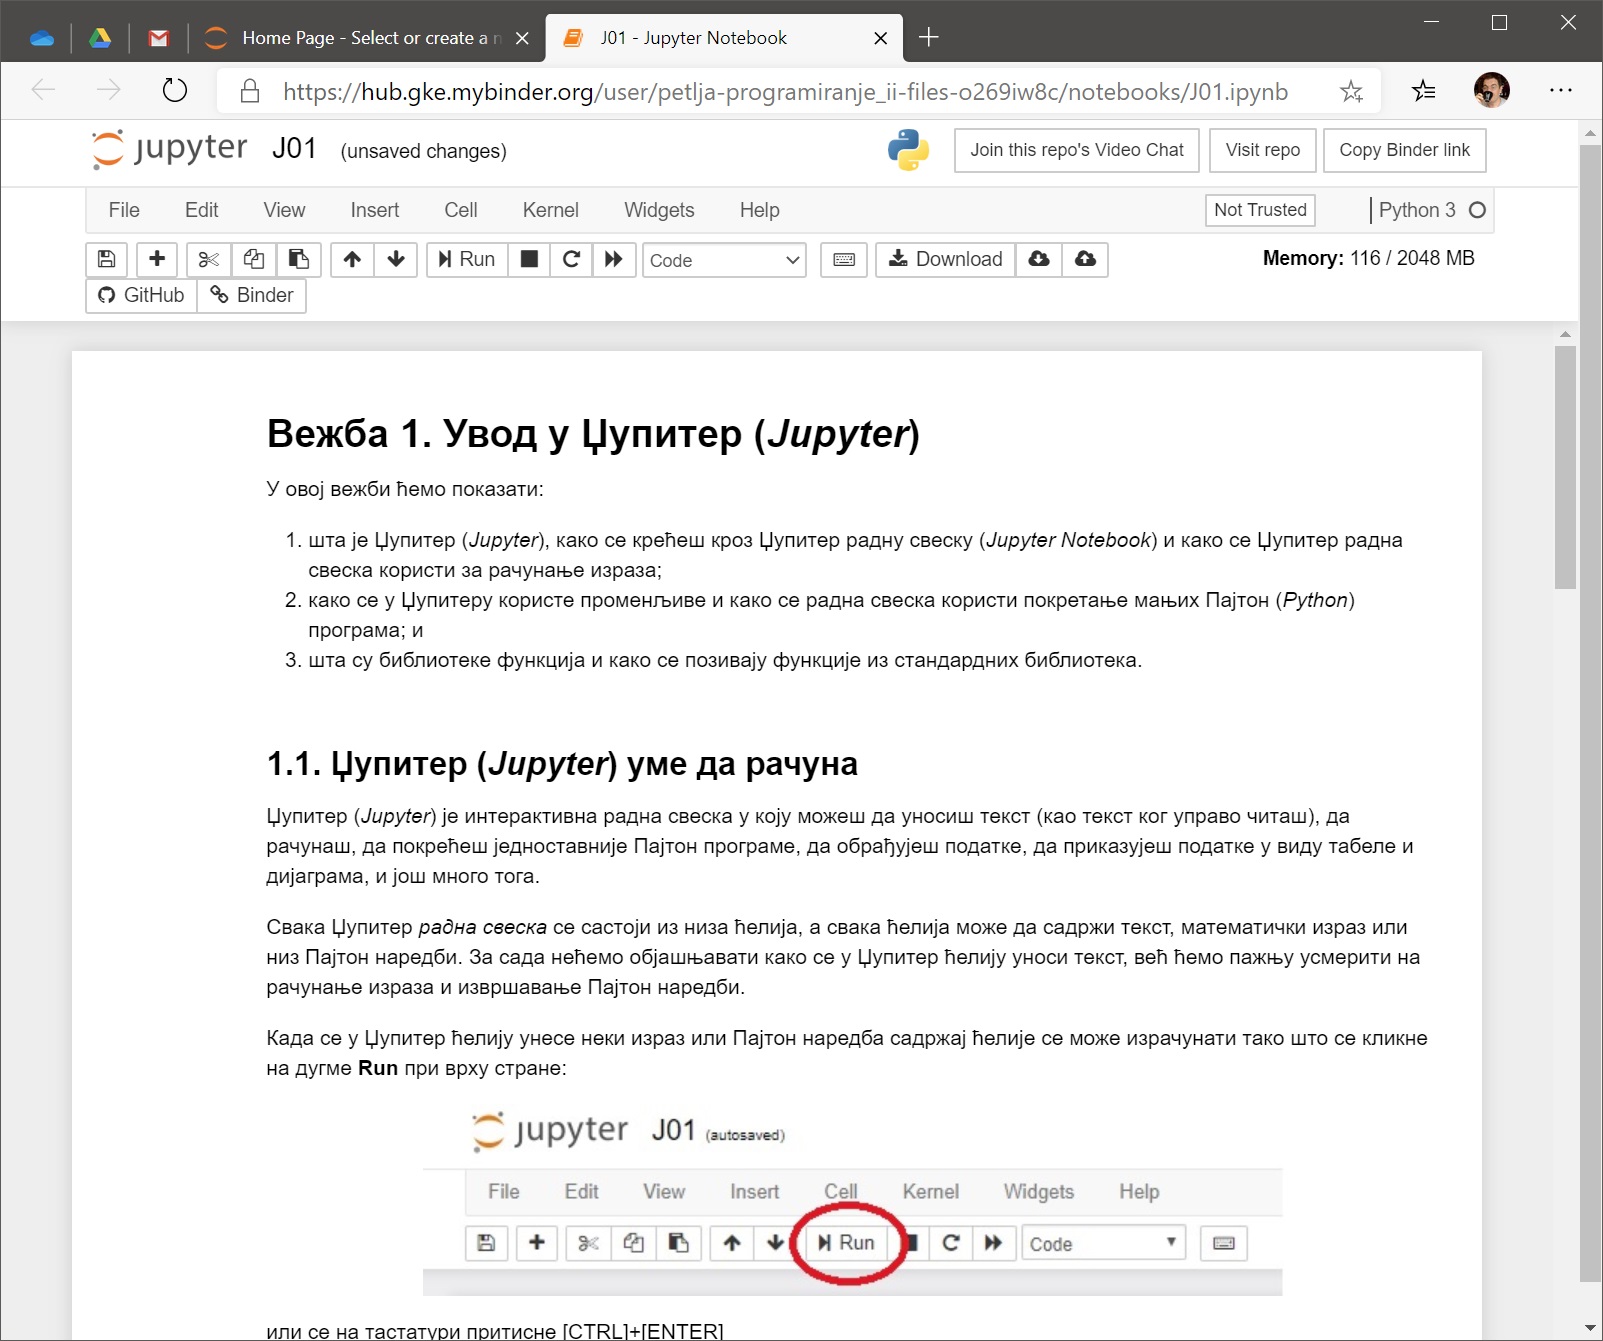 Home Page - Select or create a n
J01 - Jupyter Notebook
https://hub.gke.mybinder.org/user/petlja-programiranje_ii-files-o269iw8c/notebooks/J01.ipynb
jupyter J01 (unsaved changes)
Join this repo's Video Chat Visit repo Copy Binder link
File Edit View Insert Cell Kernel Widgets Help Not Trusted Python 3
Run Code Download Memory: 116 / 2048 MB
GitHub Binder
Вежба 1. Увод у Џупитер (Jupyter)
У овој вежби ћемо показати:
1. шта је Џупитер (Jupyter), како се крећеш кроз Џупитер радну свеску (Jupyter Notebook) и како се Џупитер радна
свеска користи за рачунање израза;
2. како се у Џупитеру користе променљиве и како се радна свеска користи покретање мањих Пајтон (Python)
програма; и
3. шта су библиотеке функција и како се позивају функције из стандардних библиотека.
1.1. Џупитер (Jupyter) уме да рачуна
Џупитер (Jupyter) је интерактивна радна свеска у коју можеш да уносиш текст (као текст ког управо читаш), да
рачунаш, да покрећеш једноставније Пајтон програме, да обрађујеш податке, да приказујеш податке у виду табеле и
дијаграма, и још много тога.
Свака Џупитер радна свеска се састоји из низа ћелија, а свака ћелија може да садржи текст, математички израз или
низ Пајтон наредби. За сада нећемо објашњавати како се у Џупитер ћелију уноси текст, већ ћемо пажњу усмерити на
рачунање израза и извршавање Пајтон наредби.
Када се у Џупитер ћелију унесе неки израз или Пајтон наредба садржај ћелије се може израчунати тако што се кликне
на дугме Run при врху стране:
jupyter J01 (autosaved)
File Edit View Insert Cell Kernel Widgets Help
Run Code
или се на тастатури притисне [CTRL]+[ENTER]